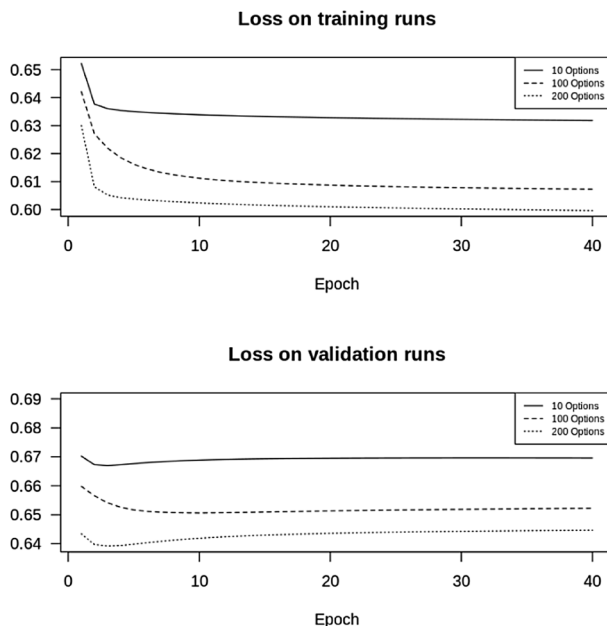 Loss on training runs
0.65
0.64
0.63
0.62
0.61
0.60
10 Options
100 Options
200 Options
0 10 20 30 40
Epoch
Loss on validation runs
0.69
0.68
0.67
0.66
0.65
0.64
10 Options
100 Options
200 Options
0 10 20 30 40
Epoch